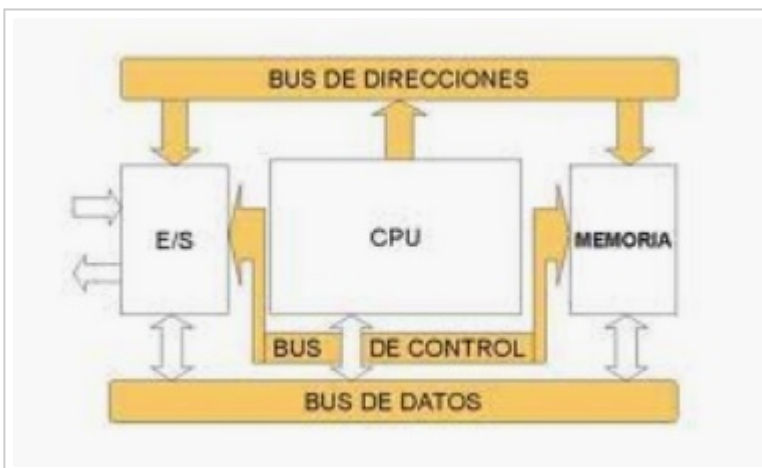 BUS DE DIRECCIONES
E/S
CPU
MEMORIA
BUS DE CONTROL
BUS DE DATOS